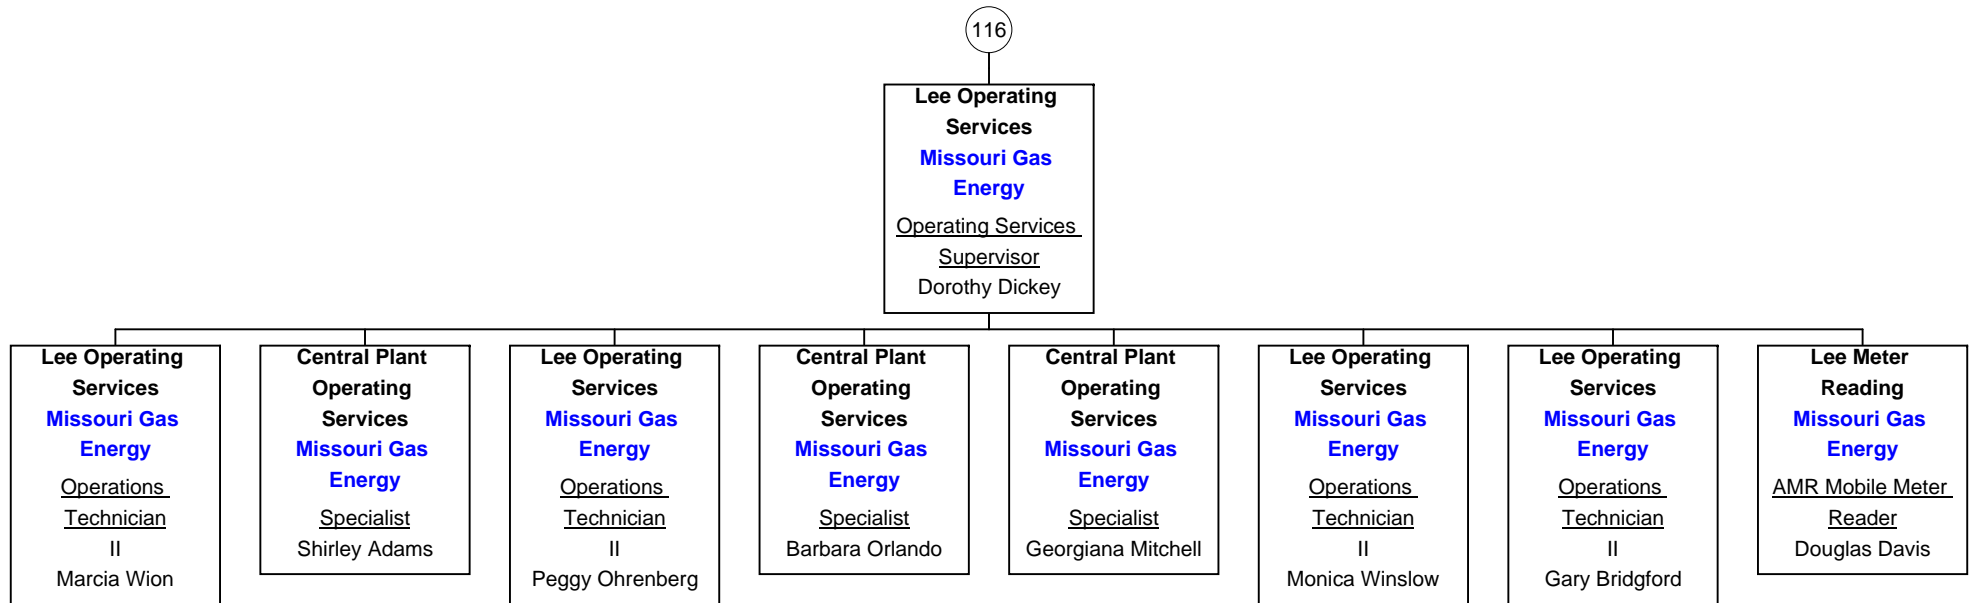 116
Lee Operating
Services
Missouri Gas
Energy
Operating Services
Supervisor
Dorothy Dickey
Lee Operating
Services
Missouri Gas
Energy
Operations
Technician
II
Marcia Wion
Central Plant
Operating
Services
Missouri Gas
Energy
Specialist
Shirley Adams
Lee Operating
Services
Missouri Gas
Energy
Operations
Technician
II
Peggy Ohrenberg
Central Plant
Operating
Services
Missouri Gas
Energy
Specialist
Barbara Orlando
Central Plant
Operating
Services
Missouri Gas
Energy
Specialist
Georgiana Mitchell
Lee Operating
Services
Missouri Gas
Energy
Operations
Technician
II
Monica Winslow
Lee Operating
Services
Missouri Gas
Energy
Operations
Technician
II
Gary Bridgford
Lee Meter
Reading
Missouri Gas
Energy
AMR Mobile Meter
Reader
Douglas Davis